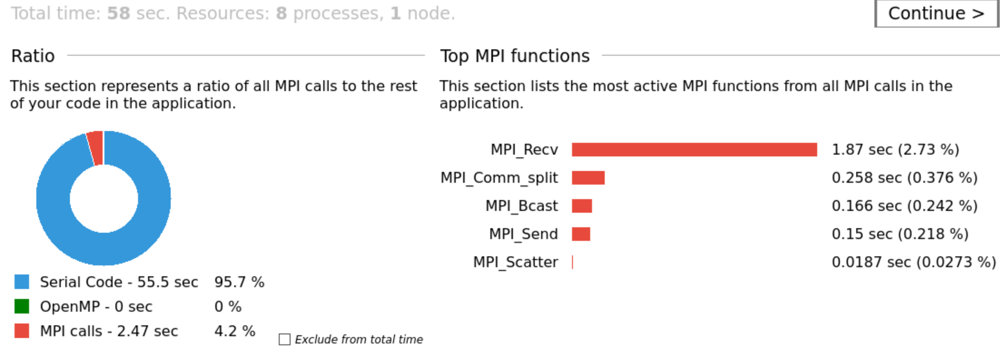 Total time: 58 sec. Resources: 8 processes, 1 node.
Continue >
Ratio
This section represents a ratio of all MPI calls to the rest
of your code in the application.
Serial Code - 55.5 sec 95.7 %
OpenMP - 0 sec 0 %
MPI calls - 2.47 sec 4.2 %
Exclude from total time
Top MPI functions
This section lists the most active MPI functions from all MPI calls in the
application.
MPI_Recv 1.87 sec (2.73 %)
MPI_Comm_split 0.258 sec (0.376 %)
MPI_Bcast 0.166 sec (0.242 %)
MPI_Send 0.15 sec (0.218 %)
MPI_Scatter 0.0187 sec (0.0273 %)